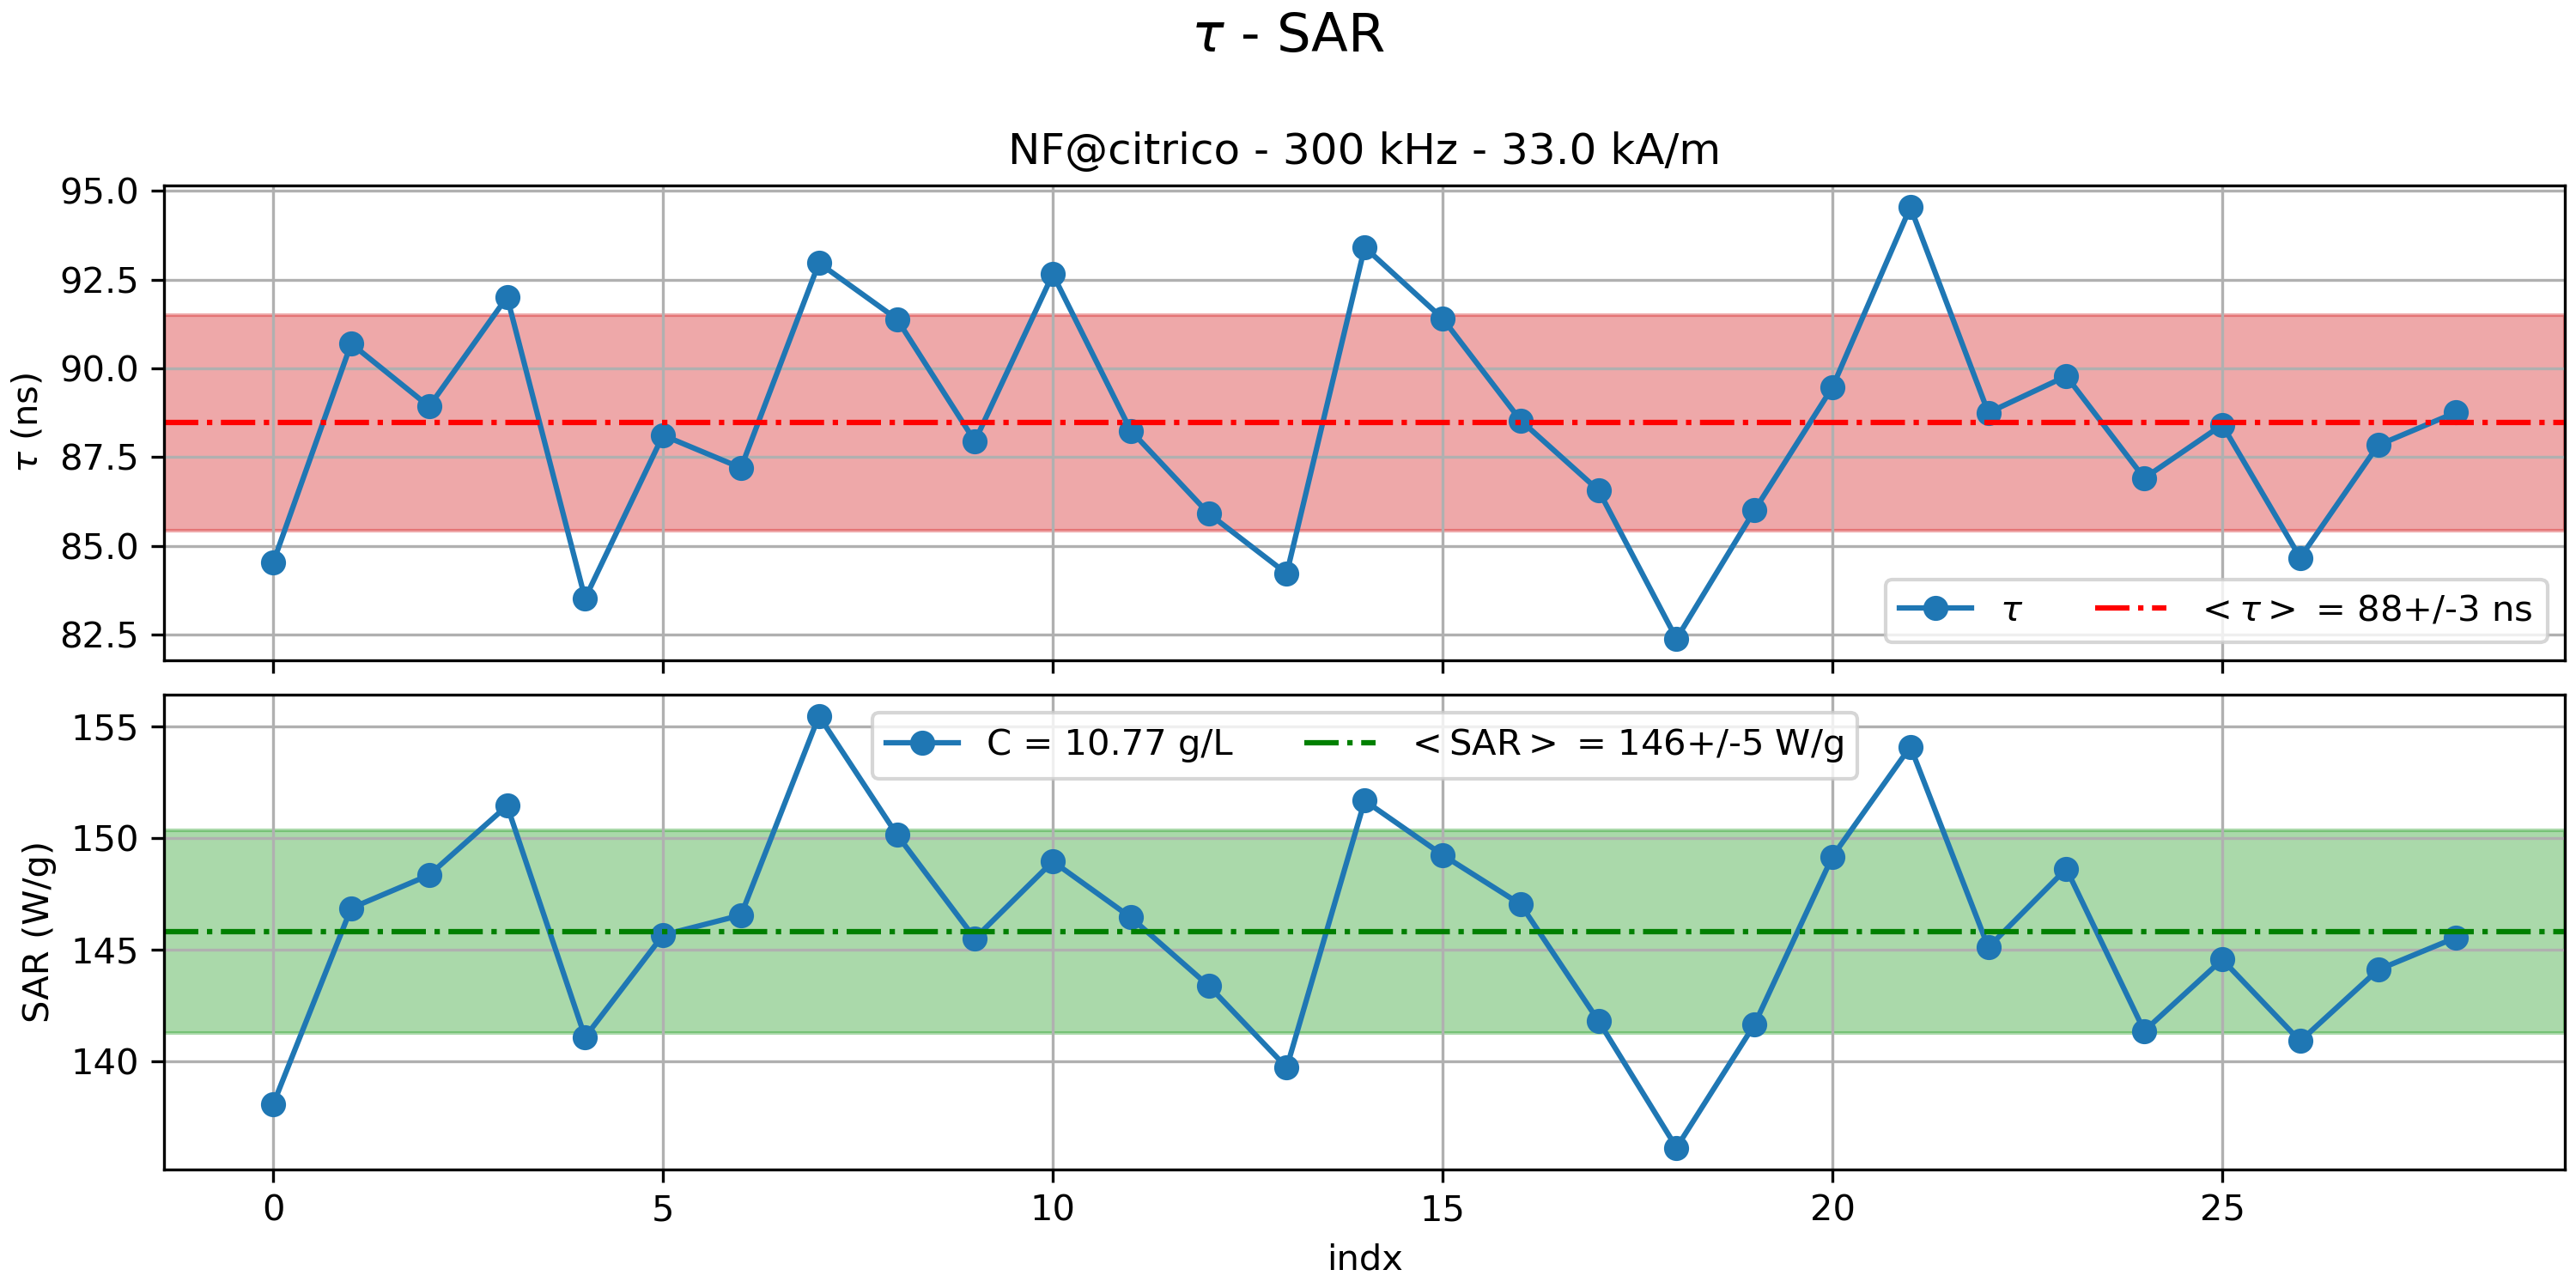 τ - SAR
NF@citrico - 300 kHz - 33.0 kA/m
95.0
92.5
90.0
87.5
85.0
82.5
τ (ns)
τ
<τ> = 88+/-3 ns
155
150
145
140
SAR (W/g)
C = 10.77 g/L
<SAR> = 146+/-5 W/g
0 5 10 15 20 25
indx